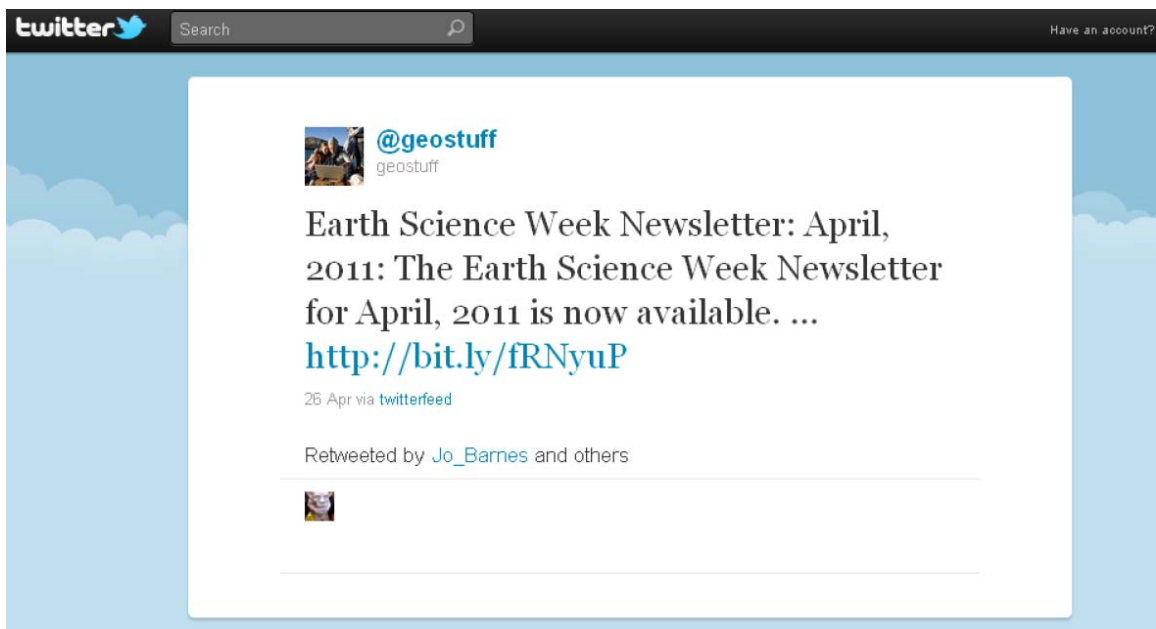 twitter
Search
Have an account?
@geostuff
geostuff
Earth Science Week Newsletter: April,
2011: The Earth Science Week Newsletter
for April, 2011 is now available. ...
http://bit.ly/fRNyuP
26 Apr via twitterfeed
Retweeted by Jo_Barnes and others